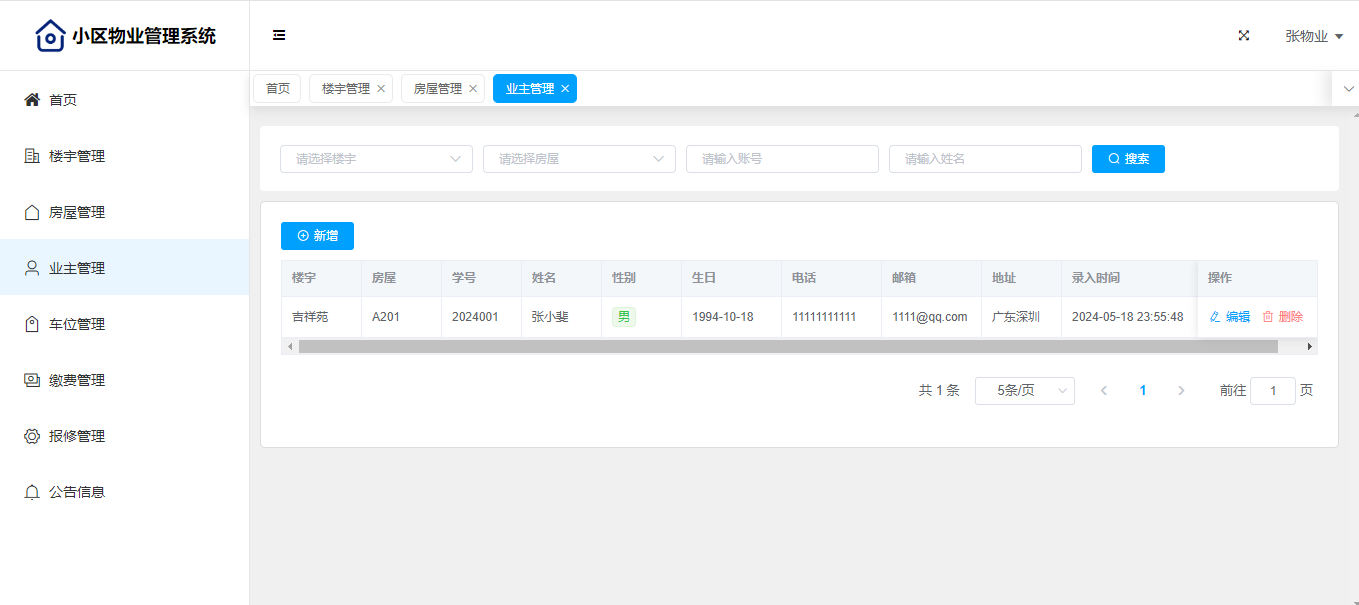 小区物业管理系统
张物业
首页
楼宇管理
房屋管理
业主管理
车位管理
缴费管理
报修管理
公告信息
首页 楼宇管理 房屋管理 业主管理
请选择楼宇 请选择房屋 请输入账号 请输入姓名 搜索
新增
楼宇 房屋 学号 姓名 性别 生日 电话 邮箱 地址 录入时间 操作
吉祥苑 A201 2024001 张小斐 男 1994-10-18 11111111111 1111@qq.com 广东深圳 2024-05-18 23:55:48 编辑 删除
共 1 条 5条/页 1 前往 1 页